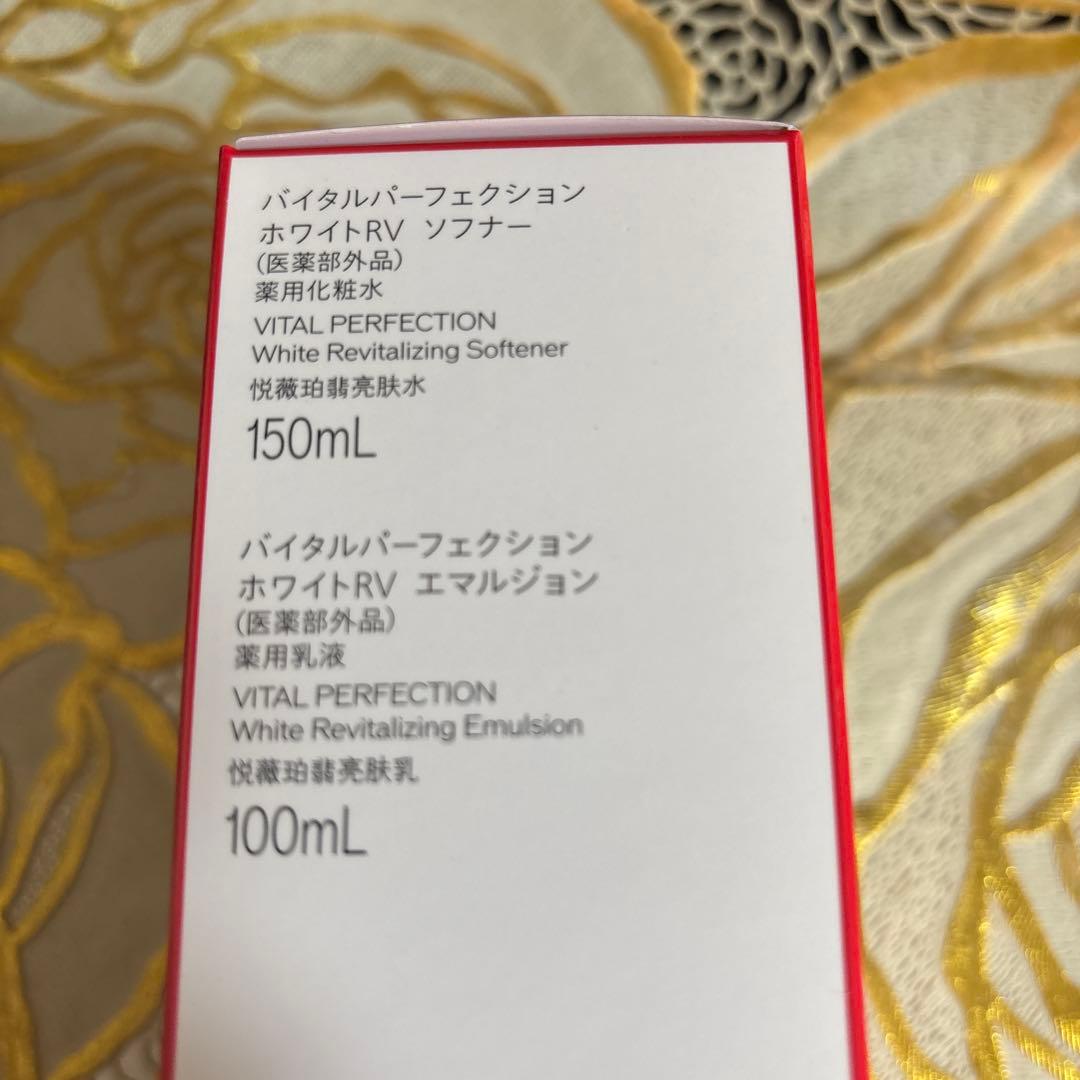 バイタルパーフェクション
ホワイトRV ソフナー
(医薬部外品)
薬用化粧水
VITAL PERFECTION
White Revitalizing Softener
悦薇珀翡亮肤水
150mL
バイタルパーフェクション
ホワイトRV エマルジョン
(医薬部外品)
薬用乳液
VITAL PERFECTION
White Revitalizing Emulsion
悦薇珀翡亮肤乳
100mL